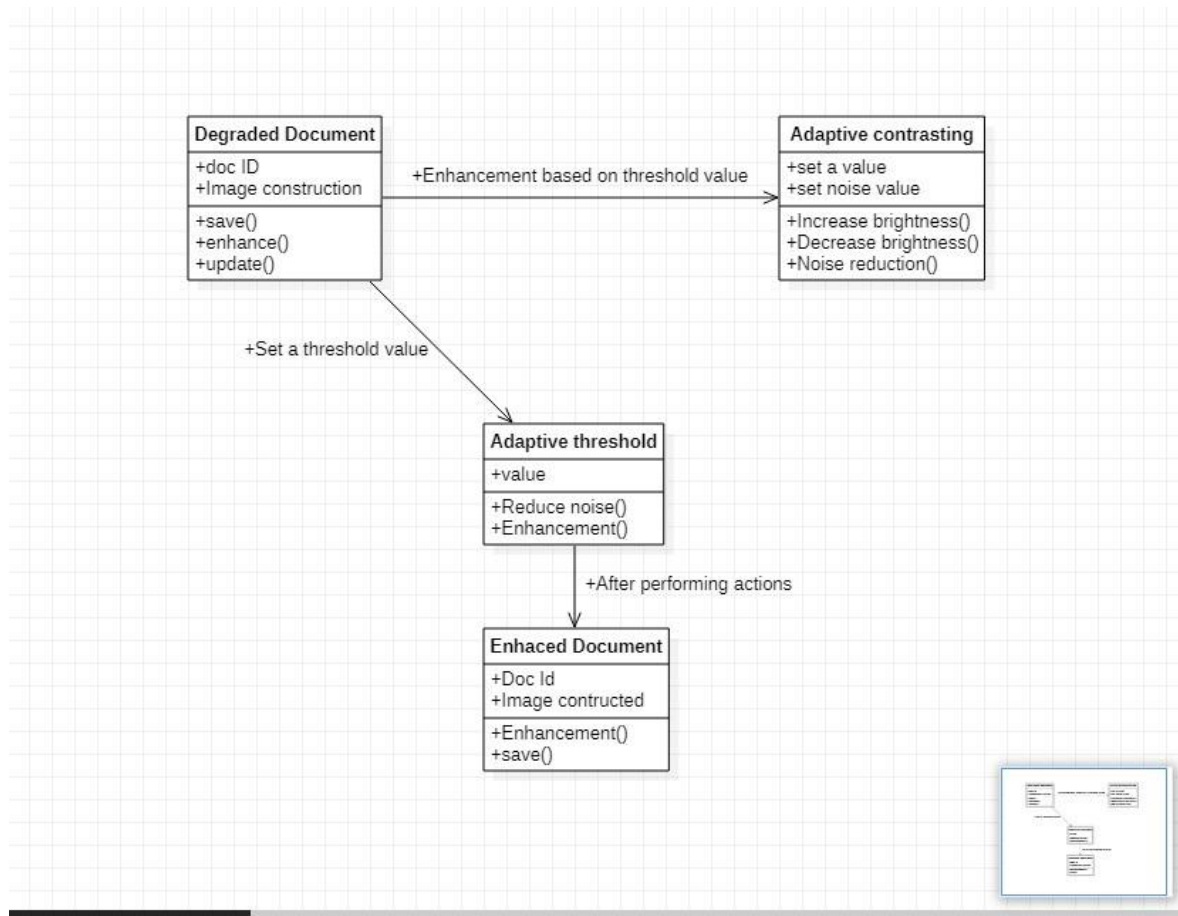 Degraded Document
+doc ID
+Image construction
+save()
+enhance()
+update()
+Enhancement based on threshold value
Adaptive contrasting
+set a value
+set noise value
+Increase brightness()
+Decrease brightness()
+Noise reduction()
+Set a threshold value
Adaptive threshold
+value
+Reduce noise()
+Enhancement()
+After performing actions
Enhaced Document
+Doc Id
+Image contructed
+Enhancement()
+save()